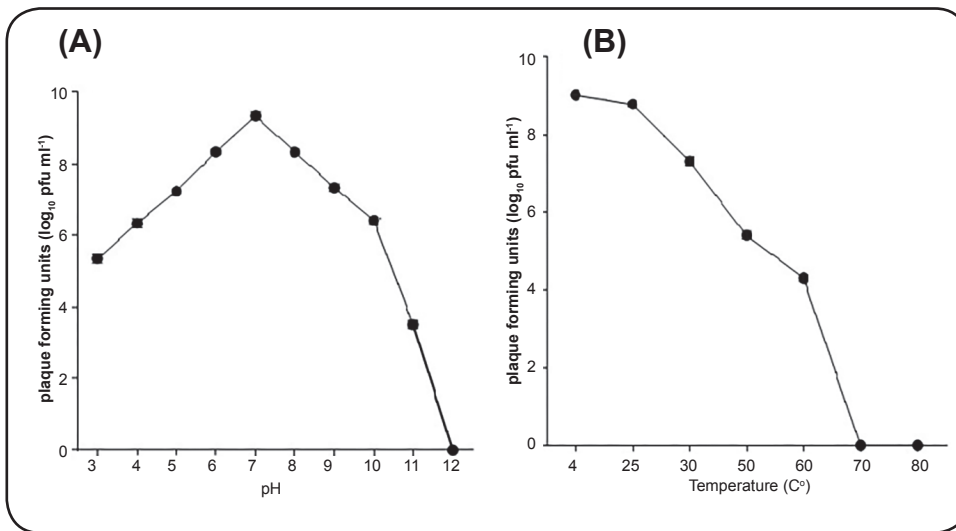 (A)
plaque forming units (log₁₀ pfu ml⁻¹)
10
8
6
4
2
0
3 4 5 6 7 8 9 10 11 12
pH
(B)
plaque forming units (log₁₀ pfu ml⁻¹)
10
8
6
4
2
0
4 25 30 50 60 70 80
Temperature (Cº)